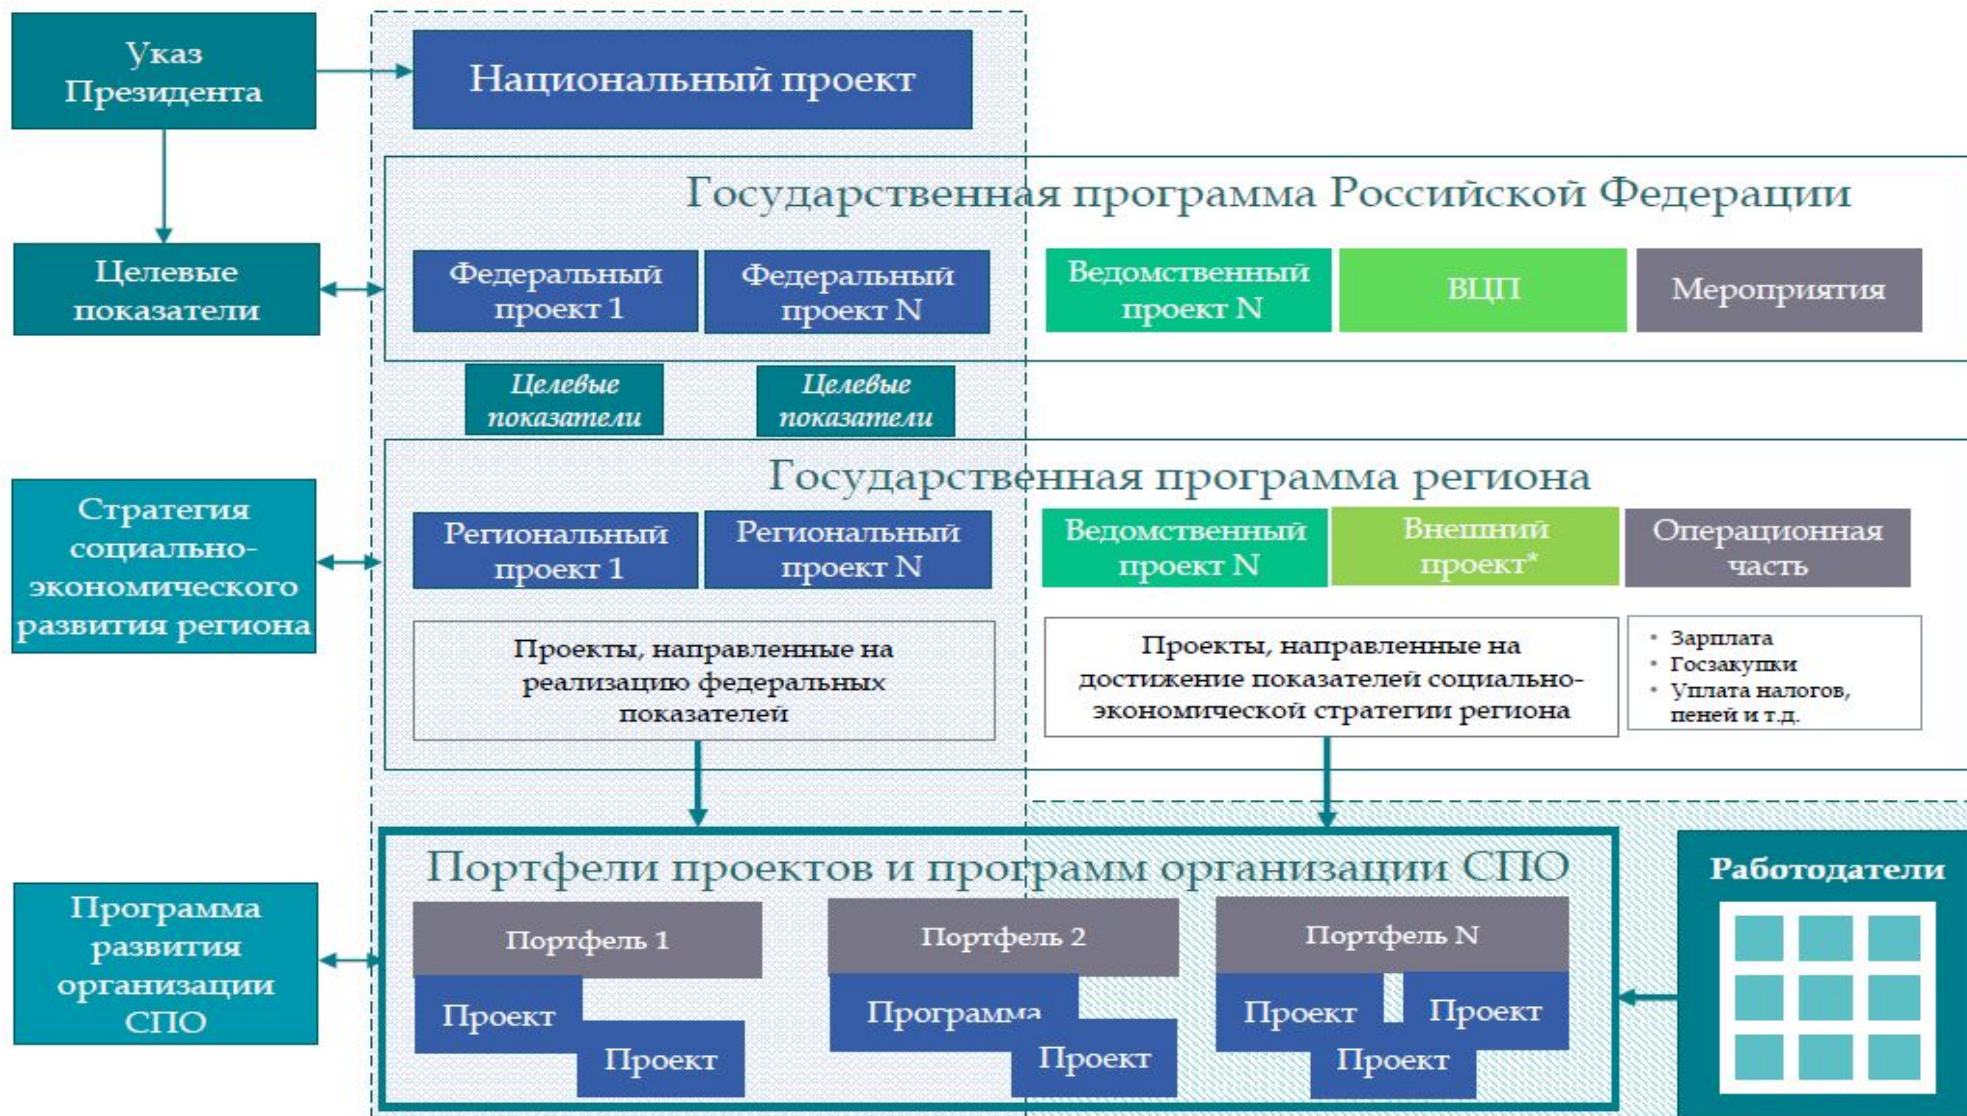 Указ
Президента
Национальный проект
Государственная программа Российской Федерации
Целевые
показатели
Федеральный
проект 1
Федеральный
проект N
Ведомственный
проект N
ВЦП
Мероприятия
Целевые
показатели
Целевые
показатели
Государственная программа региона
Стратегия
социально-
экономического
развития региона
Региональный
проект 1
Региональный
проект N
Ведомственный
проект N
Внешний
проект*
Операционная
часть
Проекты, направленные на
реализацию федеральных
показателей
Проекты, направленные на
достижение показателей социально-
экономической стратегии региона
• Зарплата
• Госзакупки
• Уплата налогов,
пеней и т.д.
Портфели проектов и программ организации СПО
Работодатели
Программа
развития
организации
СПО
Портфель 1
Проект
Проект
Портфель 2
Программа
Проект
Портфель N
Проект
Проект
Проект